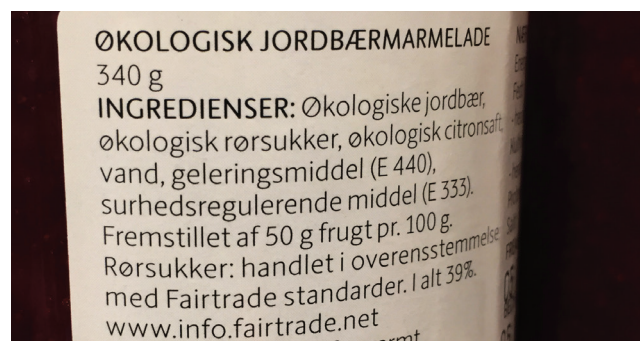 ØKOLOGISK JORDBÆRMARMELADE
340 g
INGREDIENSER: Økologiske jordbær,
økologisk rørsukker, økologisk citronsaft,
vand, geleringsmiddel (E 440),
surhedsregulerende middel (E 333).
Fremstillet af 50 g frugt pr. 100 g.
Rørsukker: handlet i overensstemmelse
med Fairtrade standarder. I alt 39%.
www.info.fairtrade.net